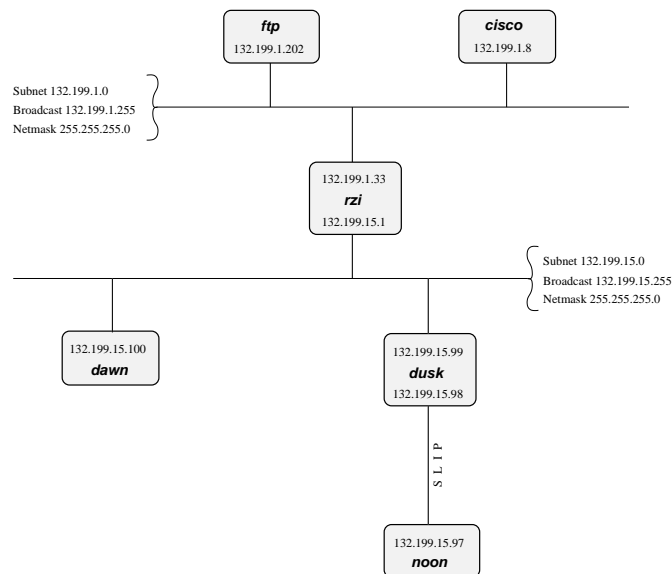 ftp
132.199.1.202
cisco
132.199.1.8
Subnet 132.199.1.0
Broadcast 132.199.1.255
Netmask 255.255.255.0
132.199.1.33
rzi
132.199.15.1
Subnet 132.199.15.0
Broadcast 132.199.15.255
Netmask 255.255.255.0
132.199.15.100
dawn
132.199.15.99
dusk
132.199.15.98
SLIP
132.199.15.97
noon